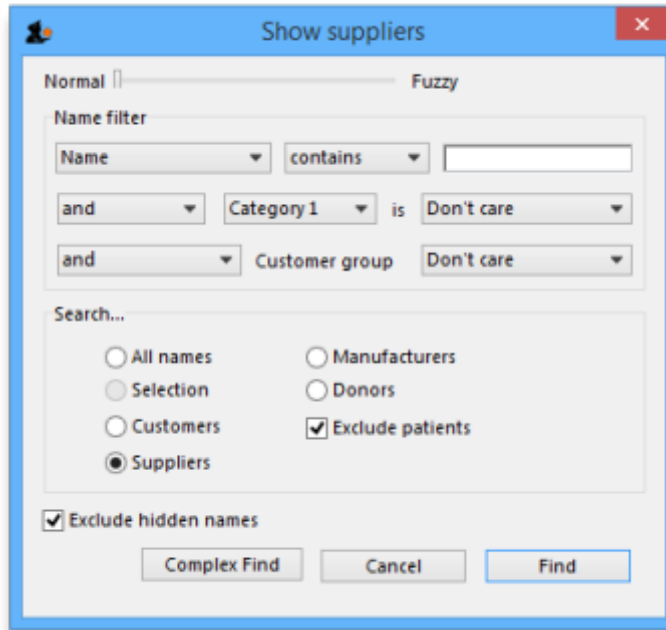 Show suppliers
Normal Fuzzy
Name filter
Name contains
and Category 1 is Don't care
and Customer group Don't care
Search...
All names Manufacturers
Selection Donors
Customers Exclude patients
Suppliers
Exclude hidden names
Complex Find Cancel Find